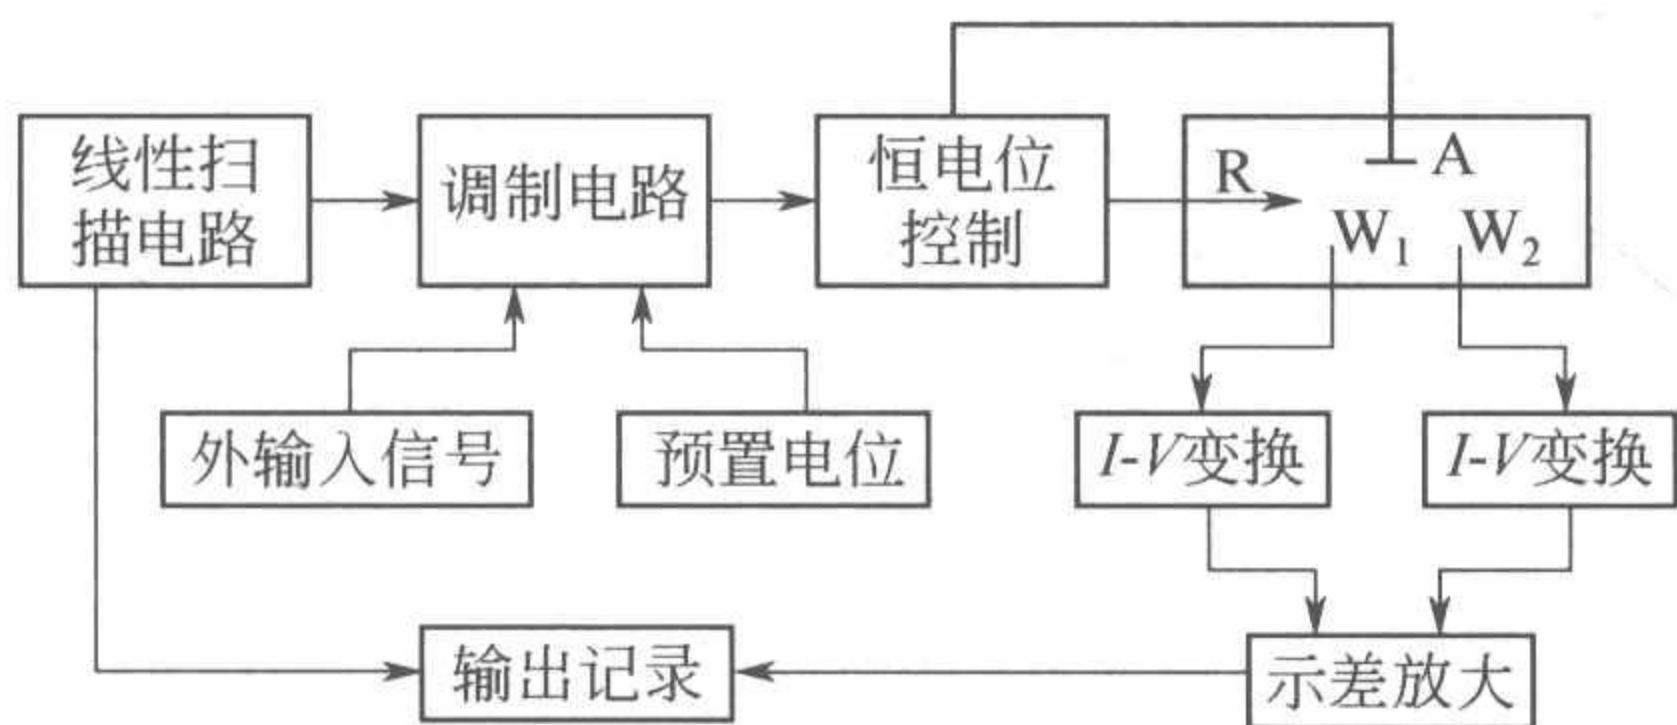 线性扫
描电路
调制电路
恒电位
控制
R
A
W₁
W₂
外输入信号
预置电位
I-V变换
I-V变换
输出记录
示差放大